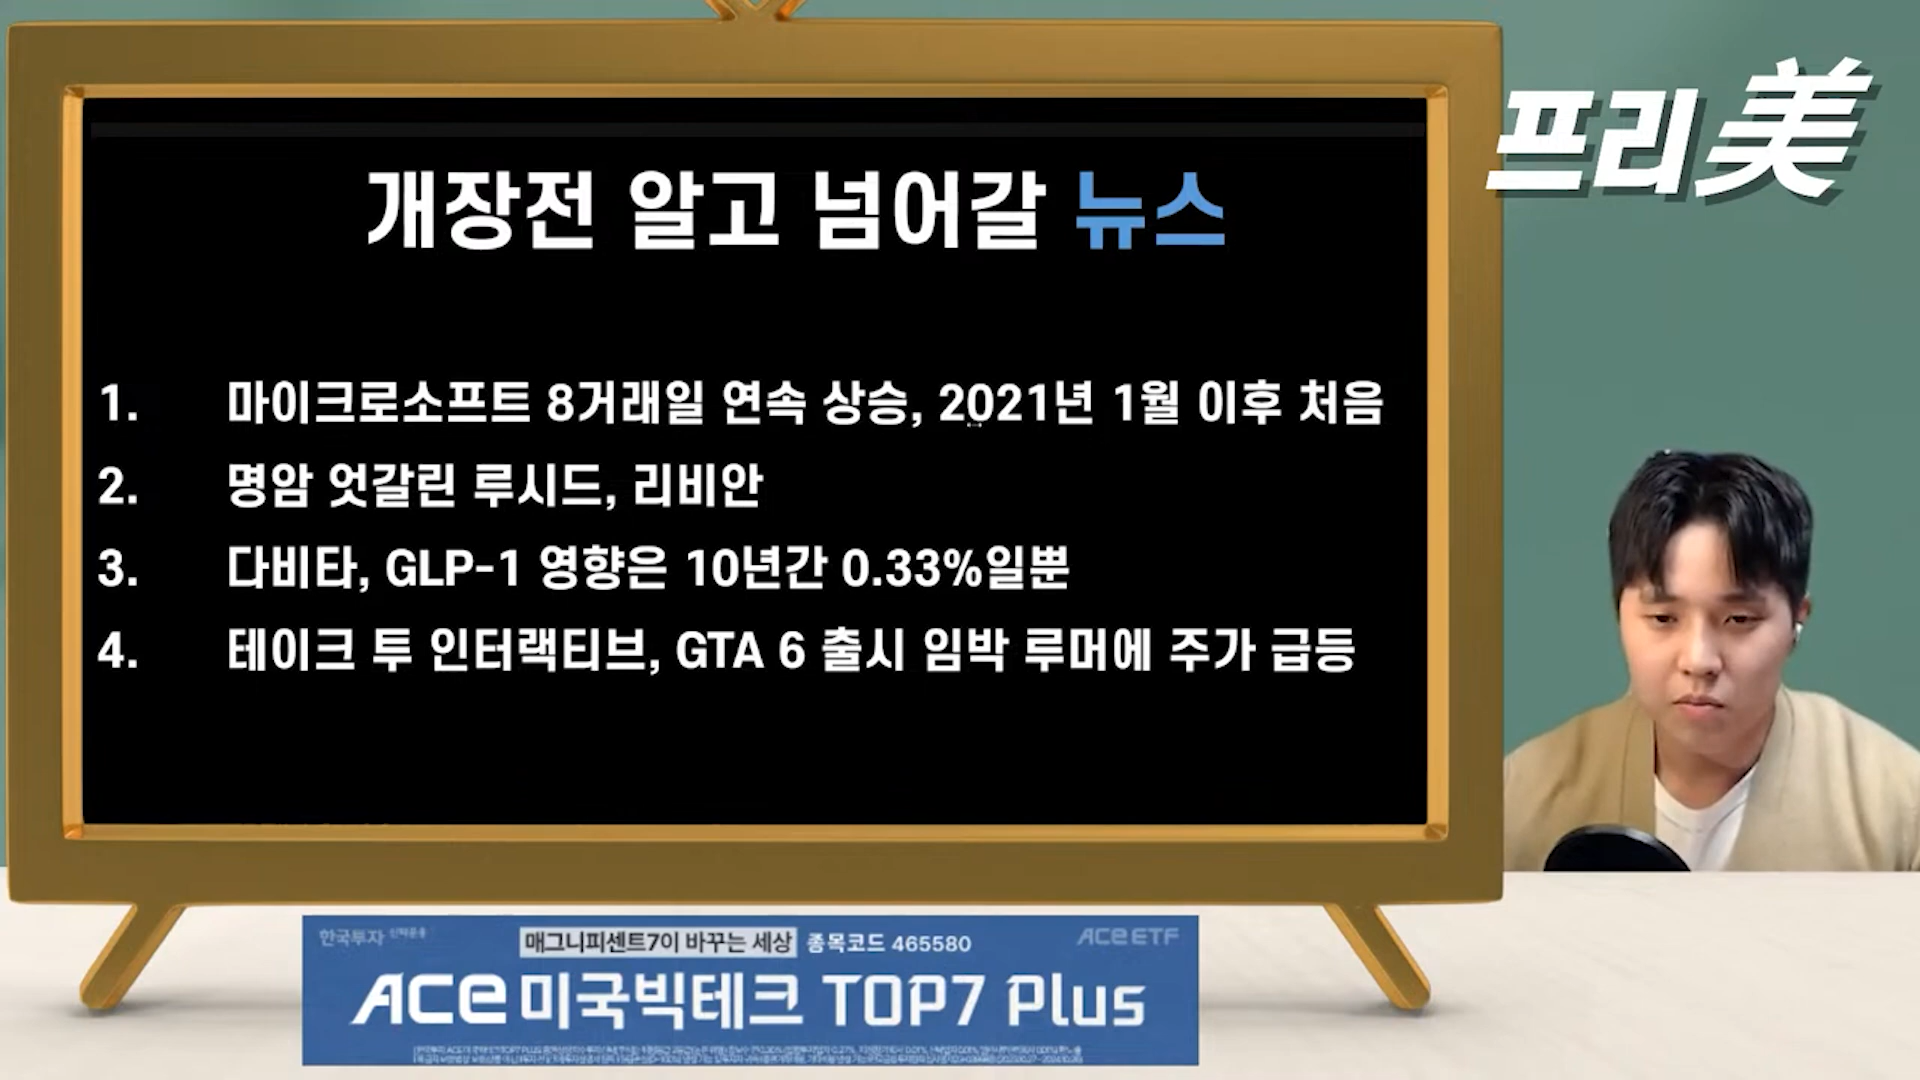 프리美
개장전 알고 넘어갈 뉴스
1. 마이크로소프트 8거래일 연속 상승, 2021년 1월 이후 처음
2. 명암 엇갈린 루시드, 리비안
3. 다비타, GLP-1 영향은 10년간 0.33%일뿐
4. 테이크 투 인터랙티브, GTA 6 출시 임박 루머에 주가 급등
한국투자 신탁운용
매그니피센트7이 바꾸는 세상 종목코드 465580
ACE ETF
ACE 미국빅테크 TOP7 Plus